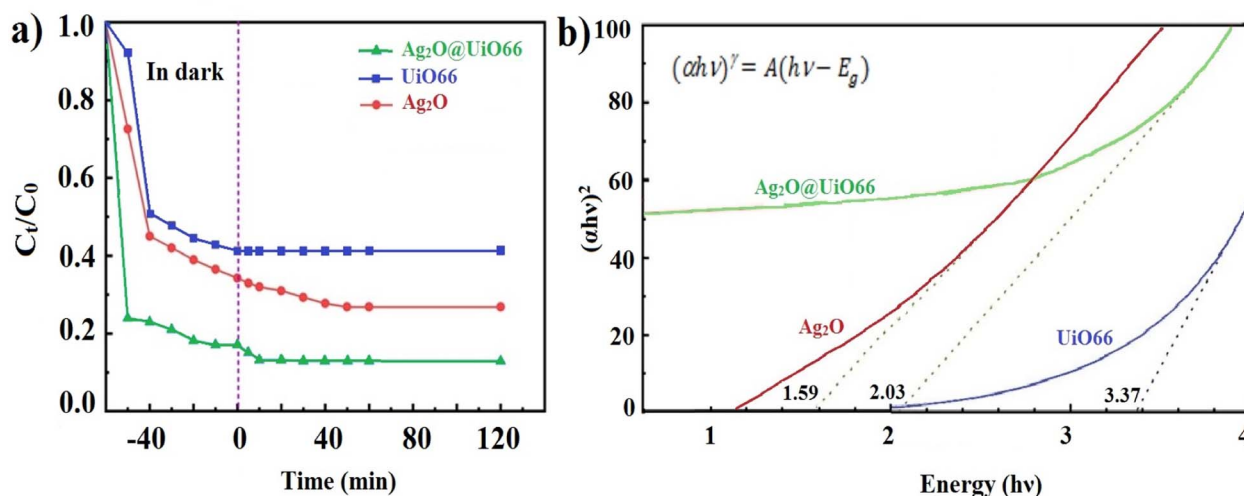 a)
1.0
0.8
0.6
0.4
0.2
0.0
Cₜ/C₀
In dark
Ag₂O@UiO66
UiO66
Ag₂O
-40
0
40
80
120
Time (min)
b)
100
80
60
40
20
0
(αhν)²
(αhν)^γ = A(hν − E_g)
Ag₂O@UiO66
Ag₂O
UiO66
1.59
2.03
3.37
1
2
3
4
Energy (hν)